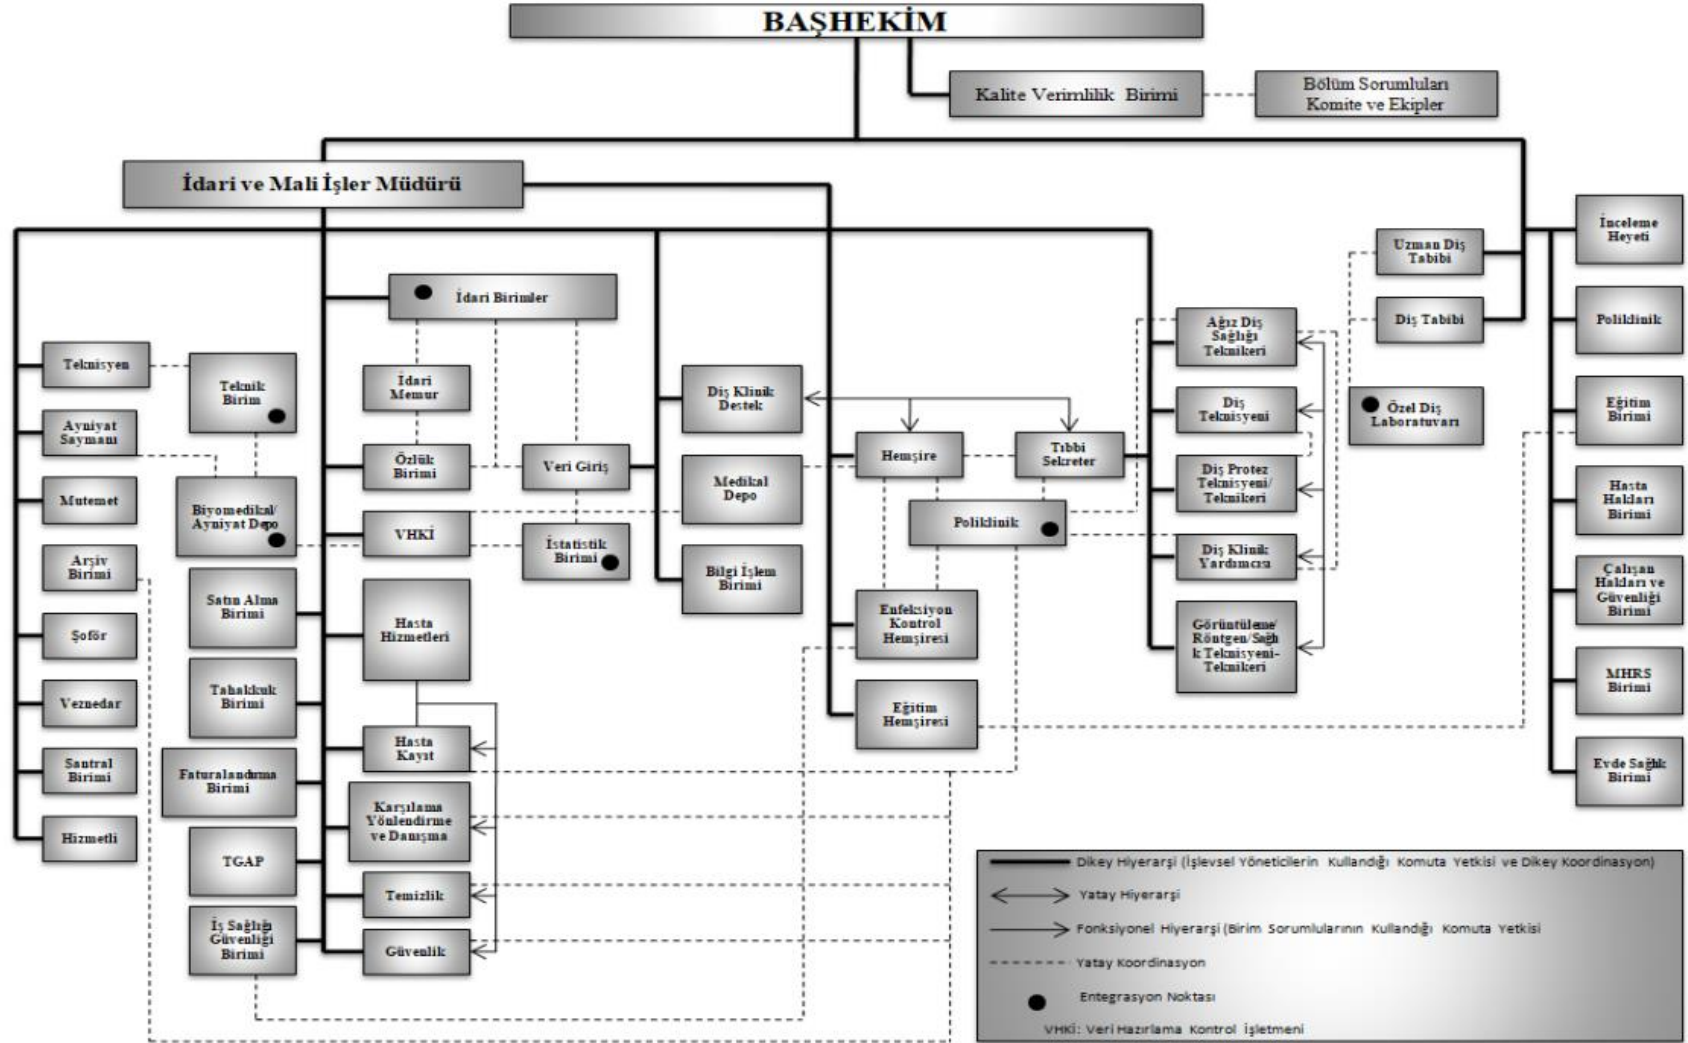 BAŞHEKİM
Kalite Verimlilik Birimi
Bölüm Sorumluları
Komite ve Ekipler
İdari ve Mali İşler Müdürü
Teknisyen
Ayniyat
Saymanı
Mutemet
Arşiv
Birimi
Şoför
Veznedar
Santral
Birimi
Hizmetli
Teknik
Birim
Biyomedikal/
Ayniyat Depo
Satın Alma
Birimi
Tahakkuk
Birimi
Faturalandırma
Birimi
TGAP
İş Sağlığı
Güvenliği
Birimi
İdari Birimler
İdari
Memur
Özlük
Birimi
VHKİ
Hasta
Hizmetleri
Hasta
Kayıt
Karşılama
Yönlendirme
ve Danışma
Temizlik
Güvenlik
Veri Giriş
İstatistik
Birimi
Diş Klinik
Destek
Medikal
Depo
Bilgi İşlem
Birimi
Hemşire
Tıbbi
Sekreter
Poliklinik
Enfeksiyon
Kontrol
Hemşiresi
Eğitim
Hemşiresi
Ağız Diş
Sağlığı
Teknikeri
Diş
Teknisyeni
Diş Protez
Teknisyeni/
Teknikeri
Diş Klinik
Yardımcısı
Görüntüleme/
Röntgen/Sağlı
k Teknisyeni-
Teknikeri
Uzman Diş
Tabibi
Diş Tabibi
Özel Diş
Laboratuvarı
İnceleme
Heyeti
Poliklinik
Eğitim
Birimi
Hasta
Hakları
Birimi
Çalışan
Hakları ve
Güvenliği
Birimi
MHRS
Birimi
Evde Sağlık
Birimi
Dikey Hiyerarşi (İşlevsel Yöneticilerin Kullandığı Komuta Yetkisi ve Dikey Koordinasyon)
Yatay Hiyerarşi
Fonksiyonel Hiyerarşi (Birim Sorumlularının Kullandığı Komuta Yetkisi
Yatay Koordinasyon
Entegrasyon Noktası
VHKİ: Veri Hazırlama Kontrol İşletmeni